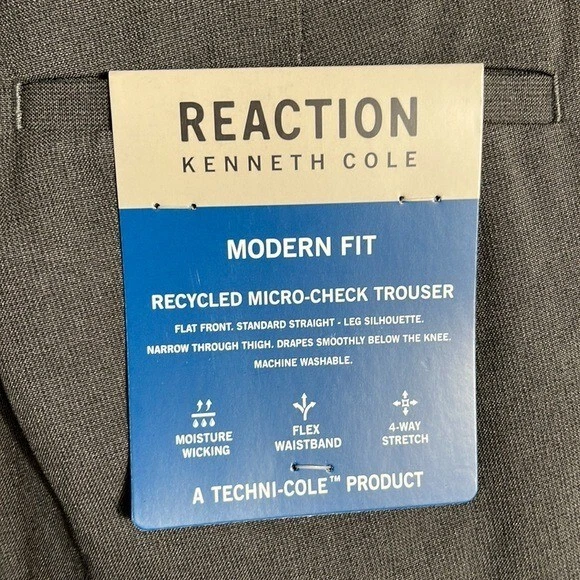 REACTION
KENNETH COLE
MODERN FIT
RECYCLED MICRO-CHECK TROUSER
FLAT FRONT. STANDARD STRAIGHT - LEG SILHOUETTE.
NARROW THROUGH THIGH. DRAPES SMOOTHLY BELOW THE KNEE.
MACHINE WASHABLE.
MOISTURE
WICKING
FLEX
WAISTBAND
4-WAY
STRETCH
A TECHNI-COLE™ PRODUCT